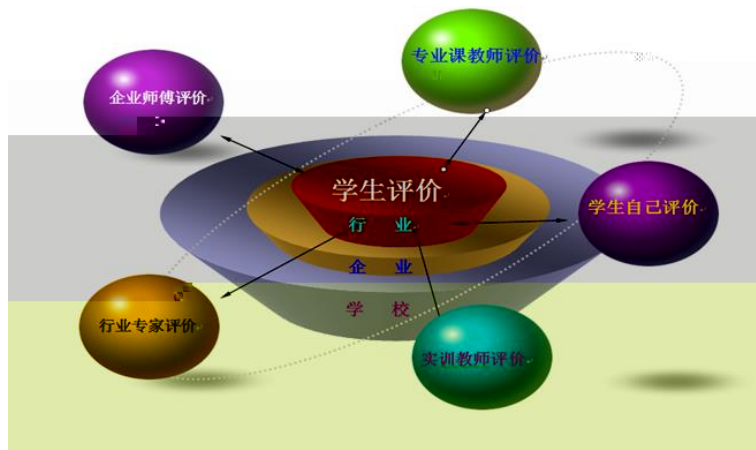 专业课教师评价
企业师傅评价
学生评价
学生自己评价
行 业
企 业
学 校
行业专家评价
实训教师评价